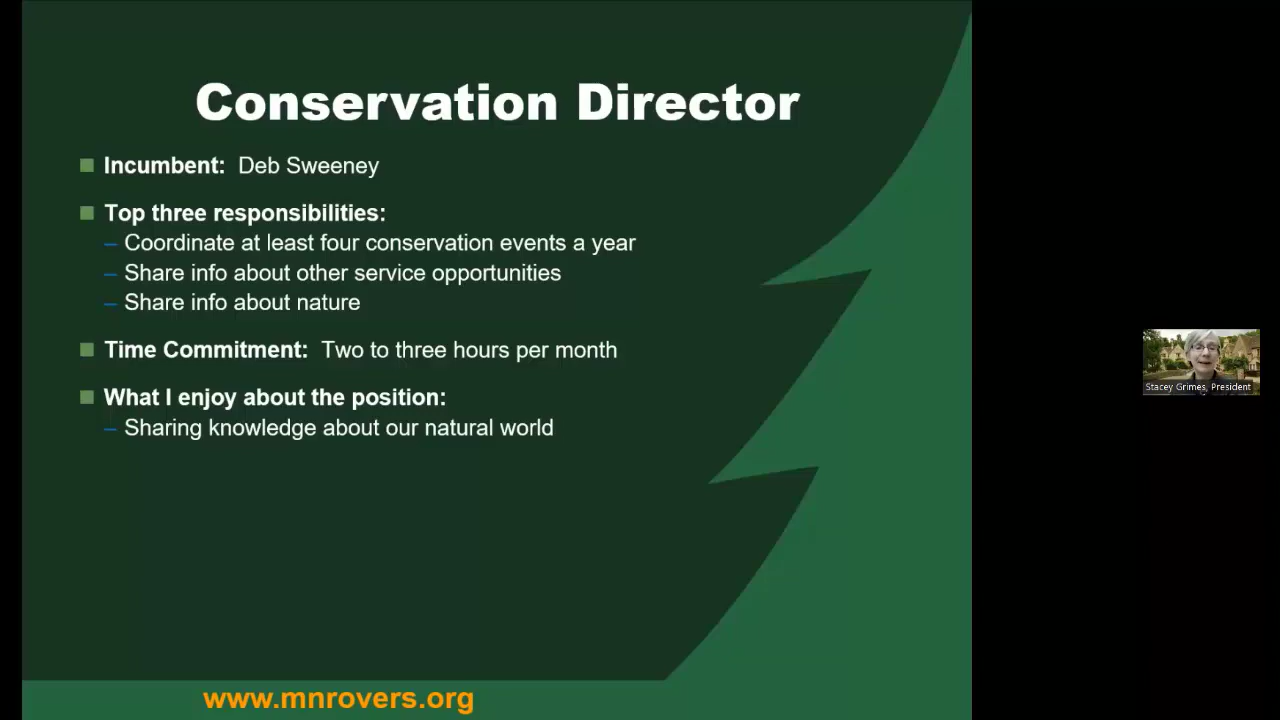 Conservation Director
Incumbent: Deb Sweeney
Top three responsibilities:
– Coordinate at least four conservation events a year
– Share info about other service opportunities
– Share info about nature
Time Commitment: Two to three hours per month
What I enjoy about the position:
– Sharing knowledge about our natural world
Stacey Grimes, President
www.mnrovers.org